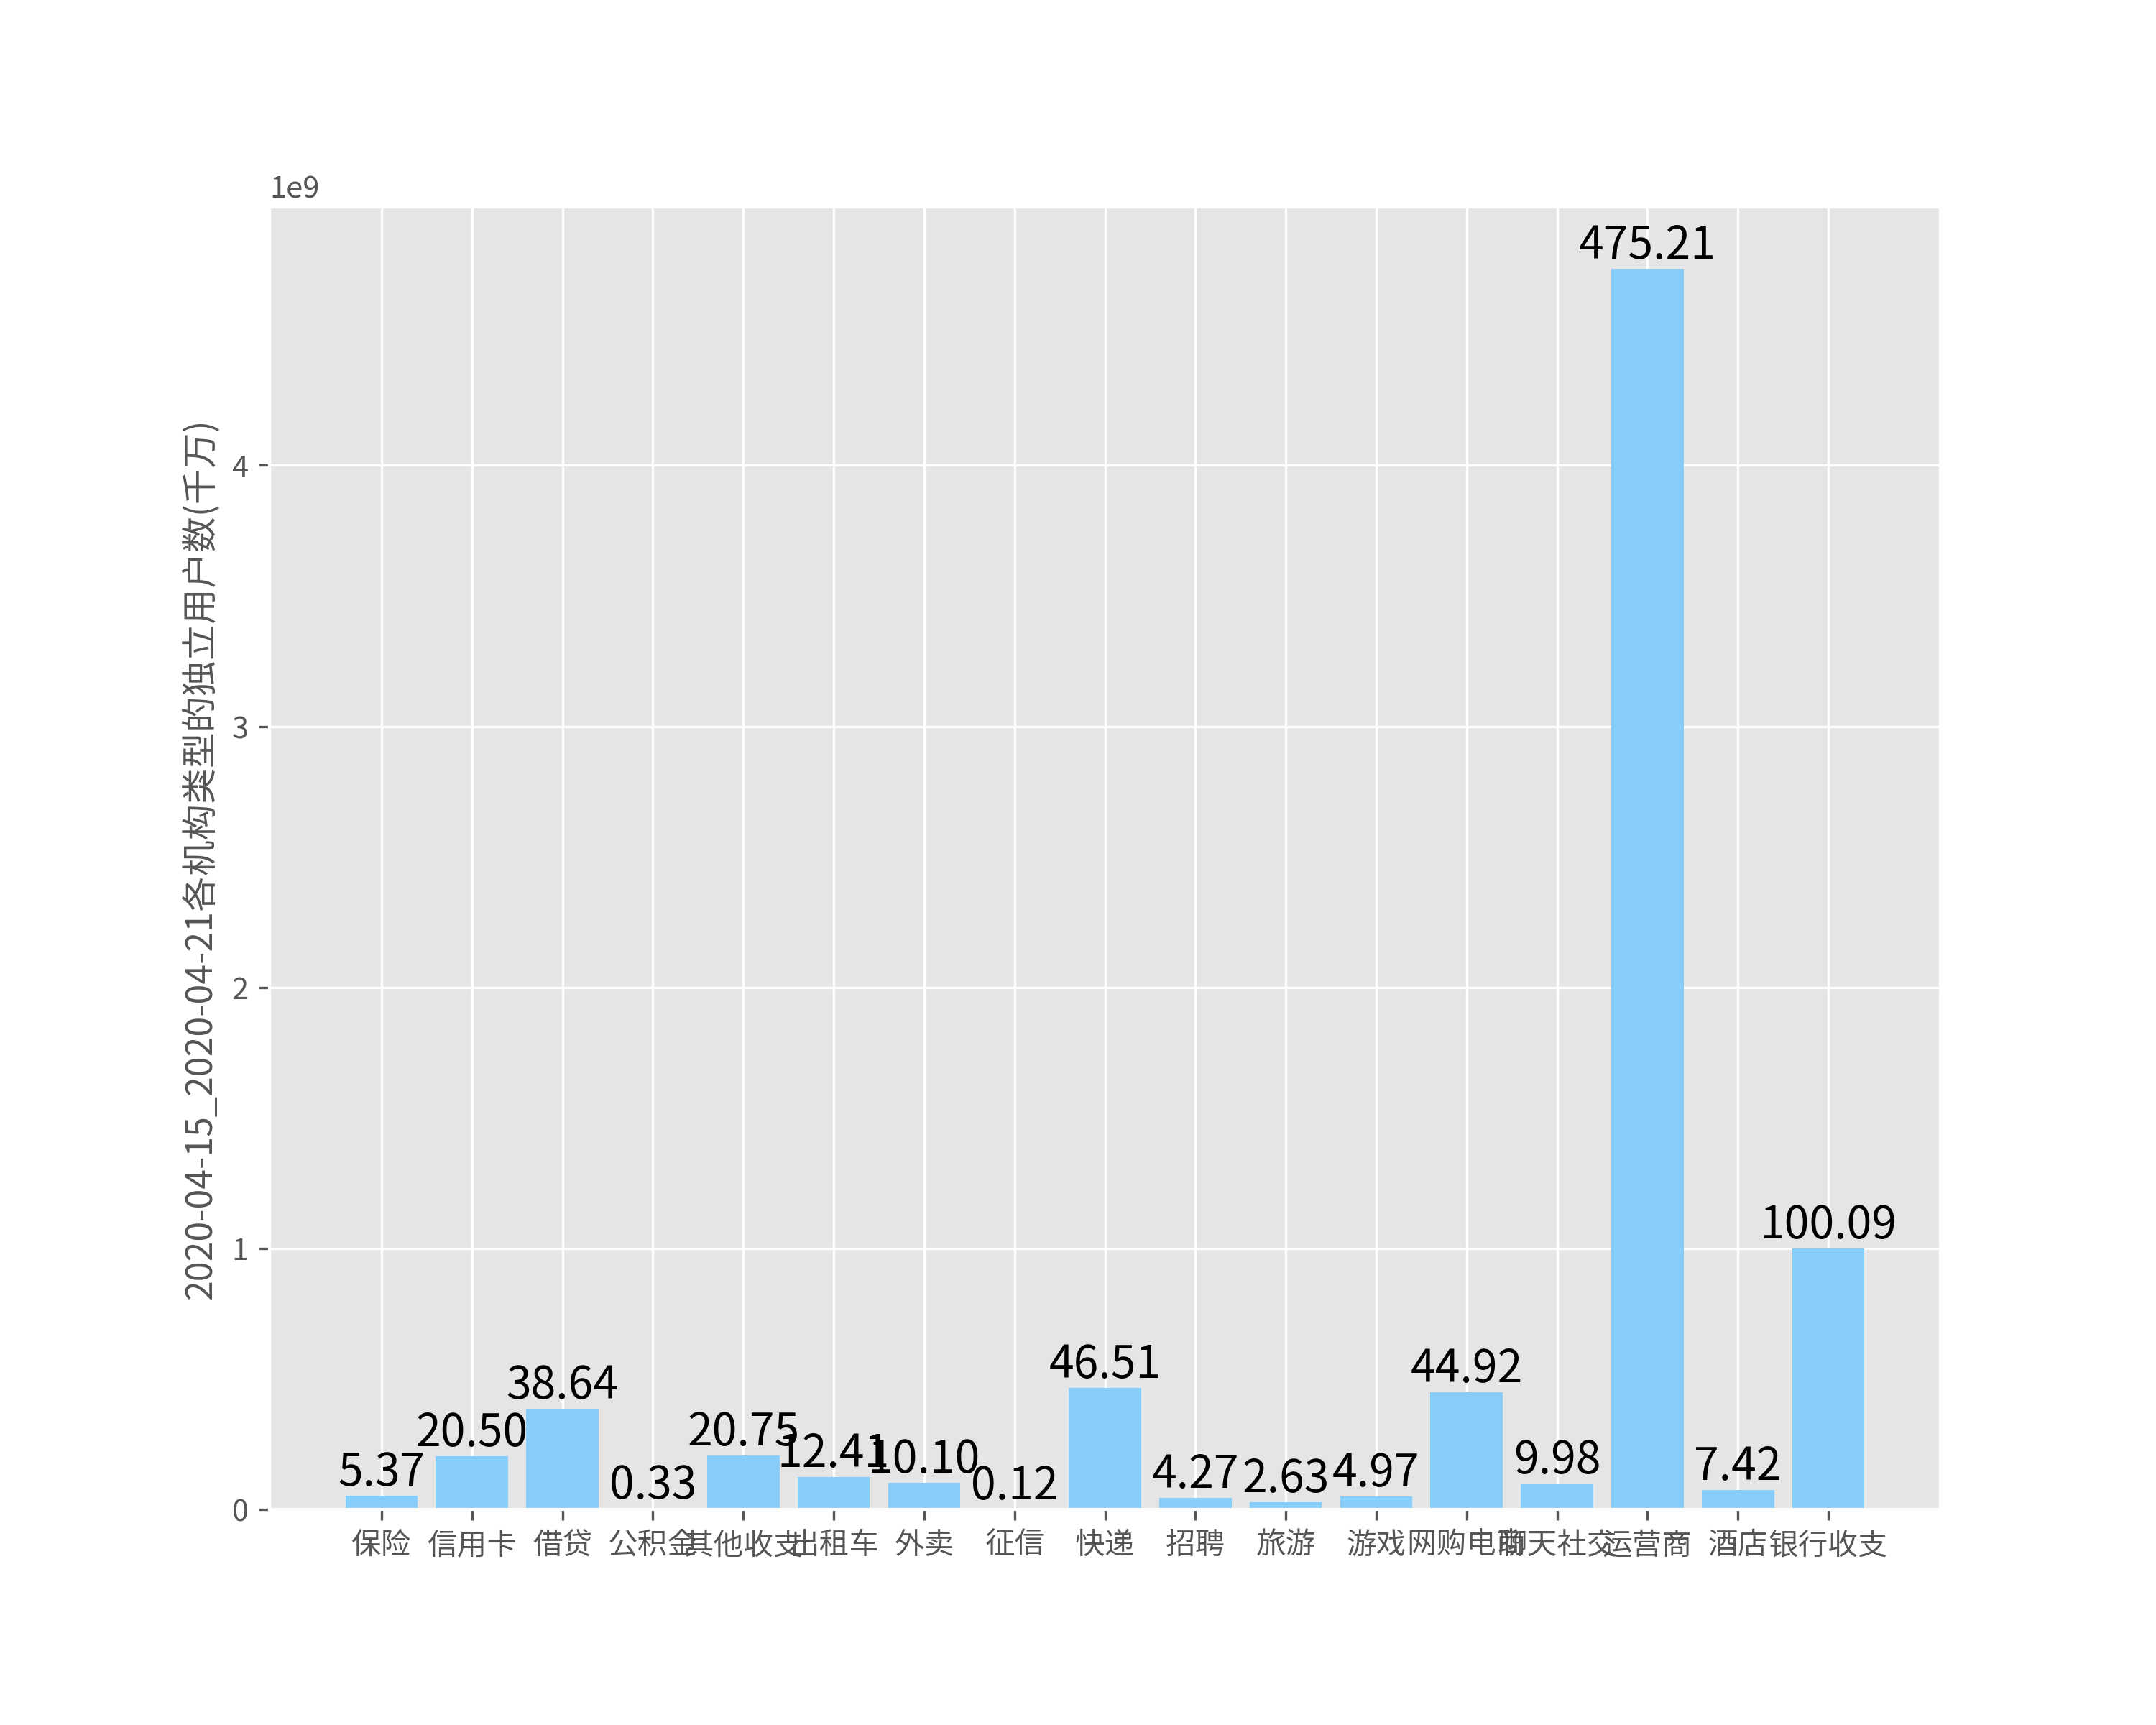 1e9
2020-04-15_2020-04-21各机构类型的独立用户数(千万)
4
3
2
1
0
5.37
20.50
38.64
0.33
20.75
12.41
10.10
0.12
46.51
4.27
2.63
4.97
44.92
9.98
475.21
7.42
100.09
保险
信用卡
借贷
公积金
其他收支
出租车
外卖
征信
快递
招聘
旅游
游戏
网购电商
聊天社交
运营商
酒店
银行收支